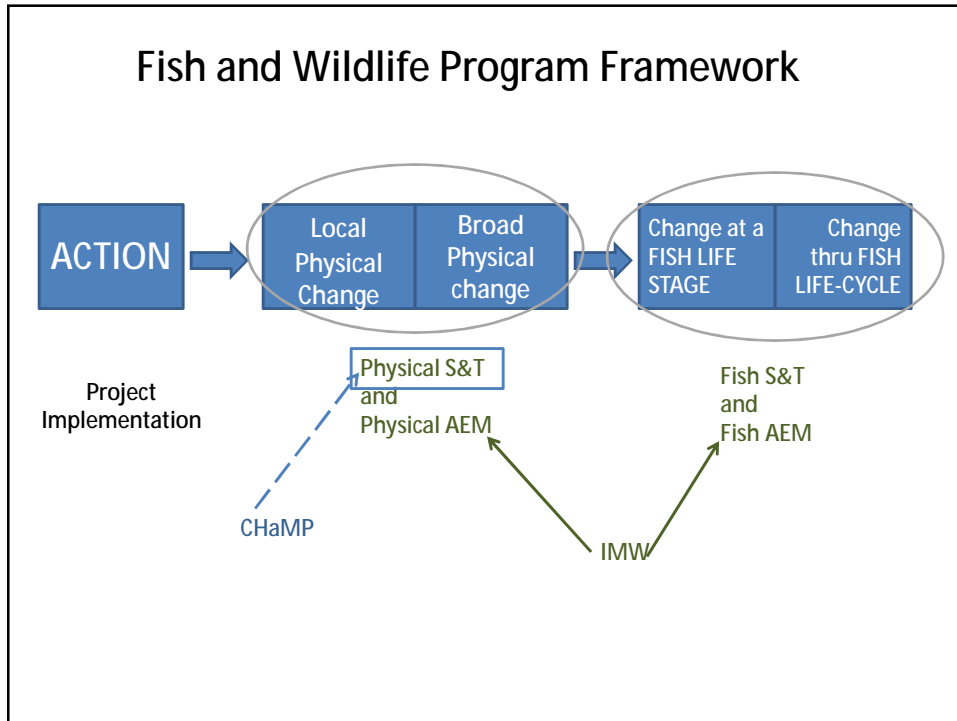 Fish and Wildlife Program Framework
ACTION
Local
Physical
Change
Broad
Physical
change
Change at a
FISH LIFE
STAGE
Change
thru FISH
LIFE-CYCLE
Project
Implementation
Physical S&T
and
Physical AEM
Fish S&T
and
Fish AEM
CHaMP
IMW